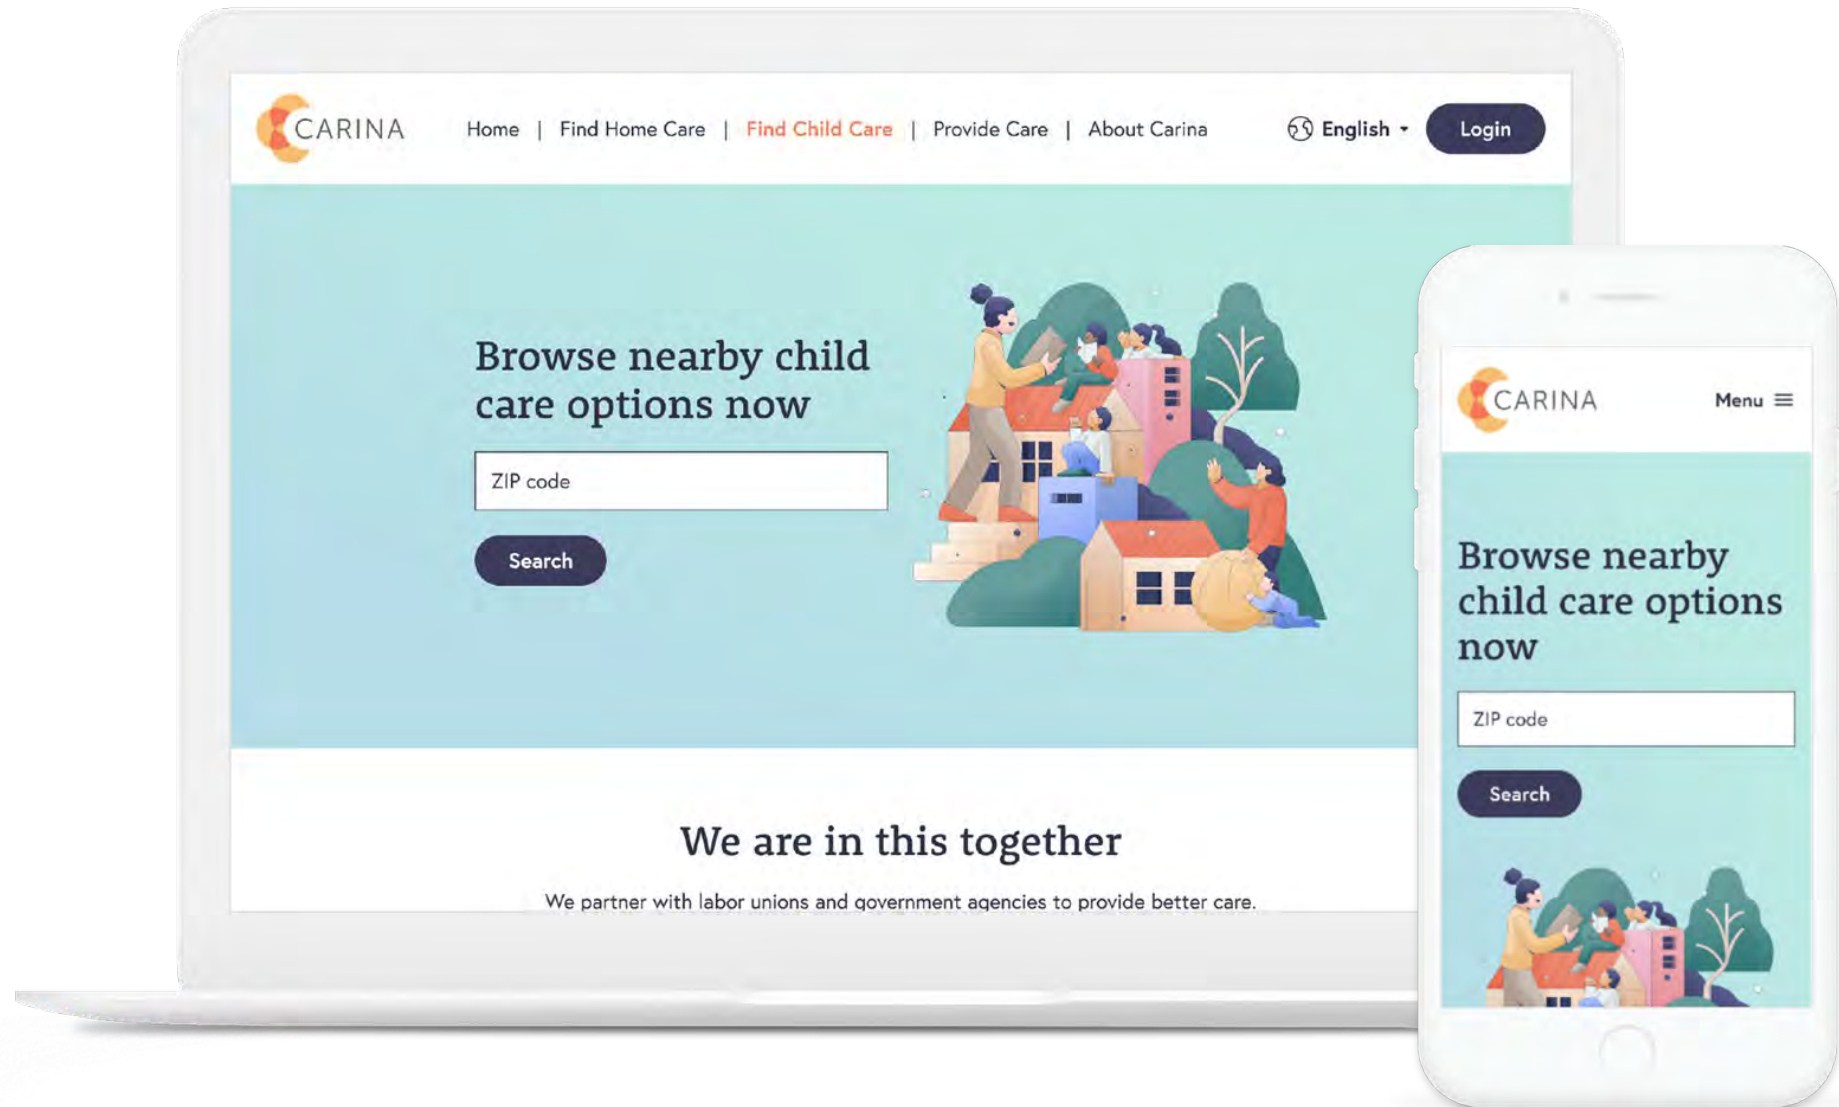 CARINA
Home | Find Home Care | Find Child Care | Provide Care | About Carina
English
Login
Browse nearby child
care options now
ZIP code
Search
We are in this together
We partner with labor unions and government agencies to provide better care.
CARINA
Menu
Browse nearby
child care options
now
ZIP code
Search